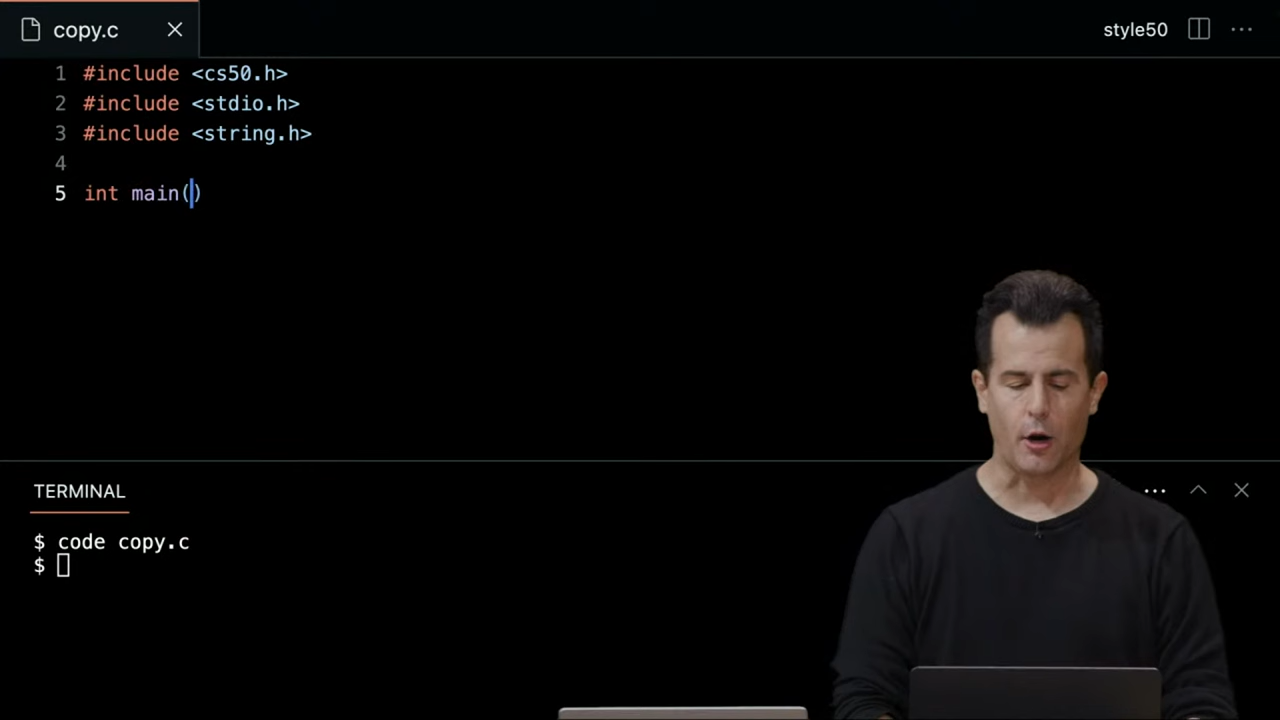 copy.c
style50
1 #include <cs50.h>
2 #include <stdio.h>
3 #include <string.h>
4
5 int main()
TERMINAL
$ code copy.c
$